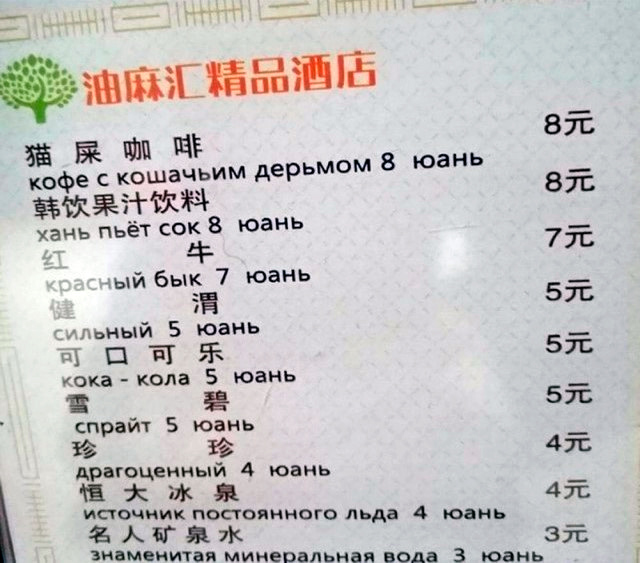 油麻汇精品酒店
猫屎咖啡 8元
кофе с кошачьим дерьмом 8 юань
韩饮果汁饮料 8元
хань пьёт сок 8 юань
红牛 7元
красный бык 7 юань
健渭 5元
сильный 5 юань
可口可乐 5元
кока - кола 5 юань
雪碧 5元
спрайт 5 юань
珍珍 4元
драгоценный 4 юань
恒大冰泉 4元
источник постоянного льда 4 юань
名人矿泉水 3元
знаменитая минеральная вода 3 юань